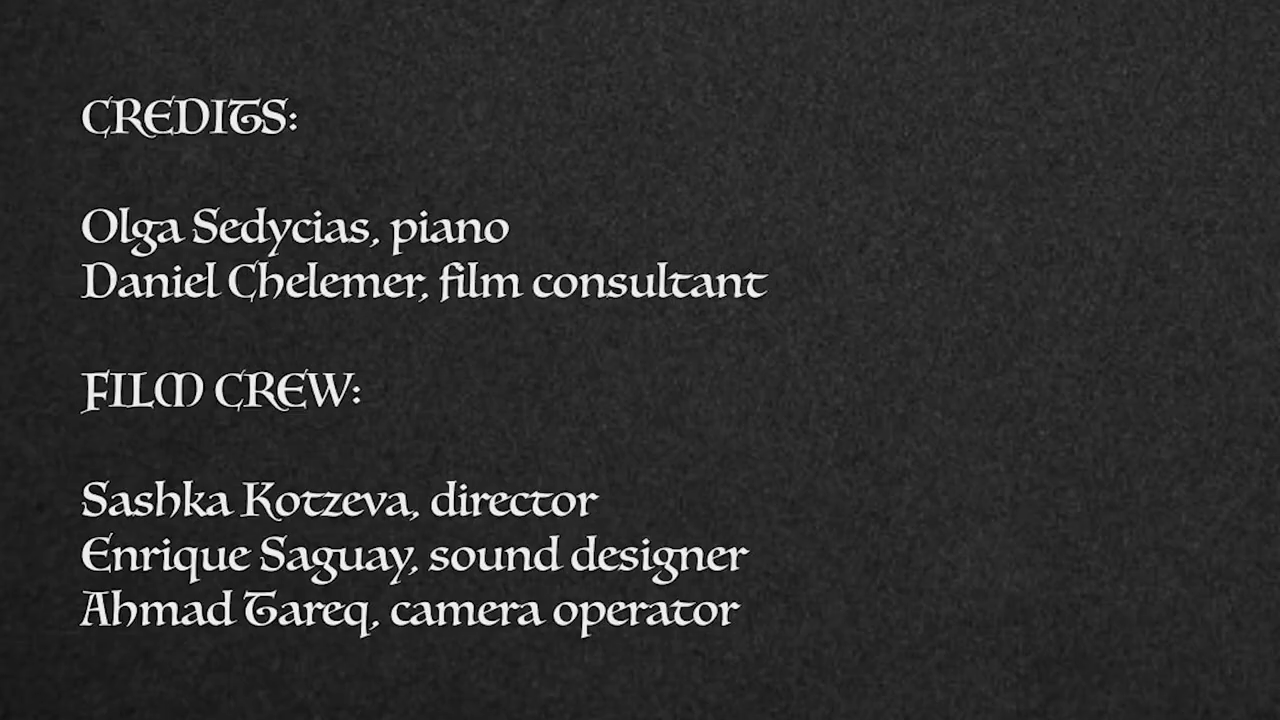 CREDITS:
Olga Sedycias, piano
Daniel Chelemer, film consultant
FILM CREW:
Sashka Kotzeva, director
Enrique Saguay, sound designer
Ahmad Tareq, camera operator